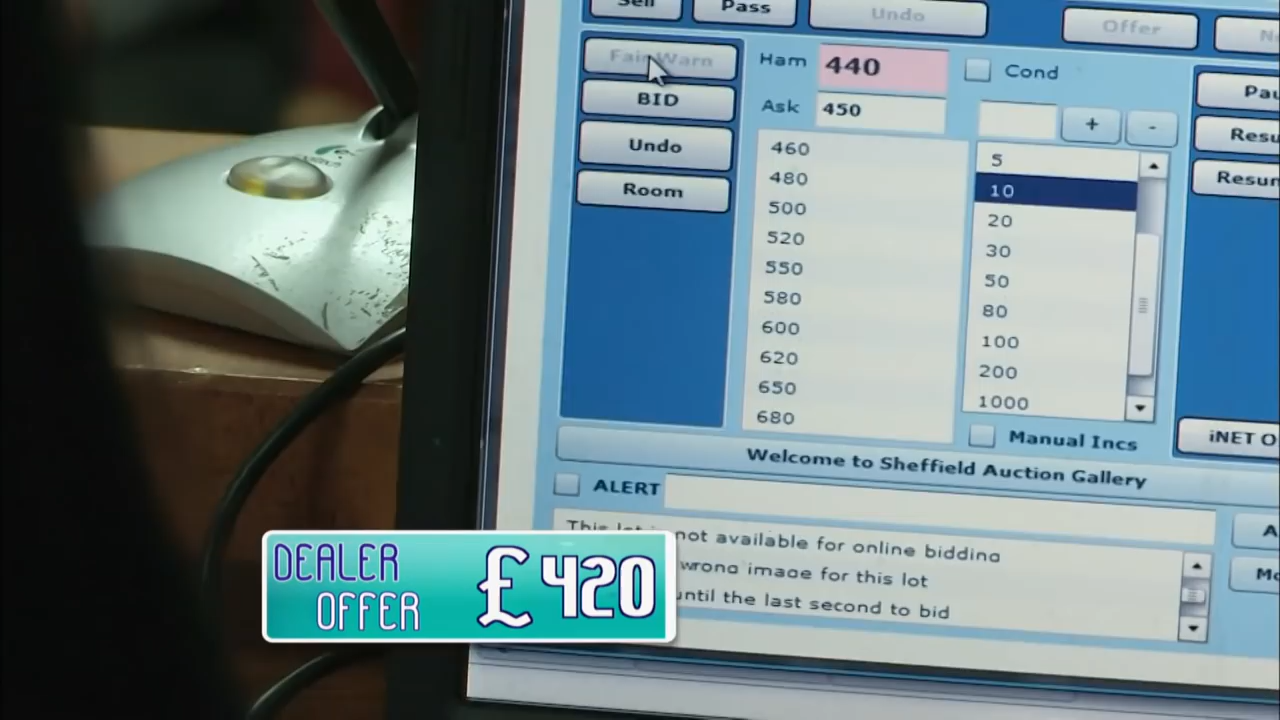 Sell
Pass
Undo
Offer
Fair Warn
Ham
440
Cond
BID
Ask
450
+
-
Undo
Room
460
480
500
520
550
580
600
620
650
680
5
10
20
30
50
80
100
200
1000
Manual Incs
iNET O
Welcome to Sheffield Auction Gallery
ALERT
This lot not available for online bidding
wrong image for this lot
until the last second to bid
DEALER
OFFER
£420